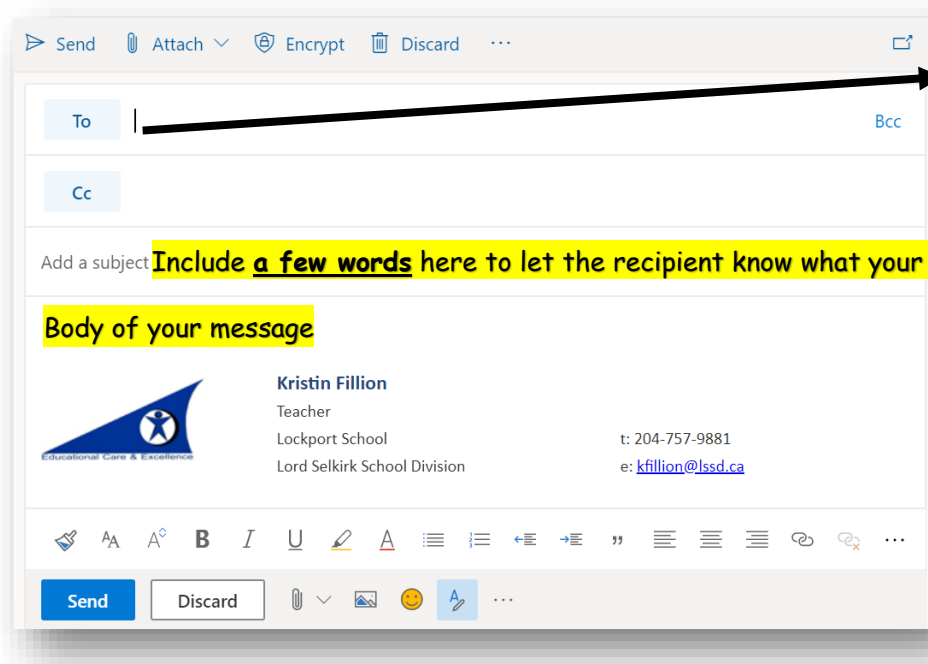 Send Attach Encrypt Discard ...
To Bcc
Cc
Add a subject Include a few words here to let the recipient know what your
Body of your message
Kristin Fillion
Teacher
Lockport School t: 204-757-9881
Lord Selkirk School Division e: kfillion@lssd.ca
Educational Care & Excellence
Send Discard ...